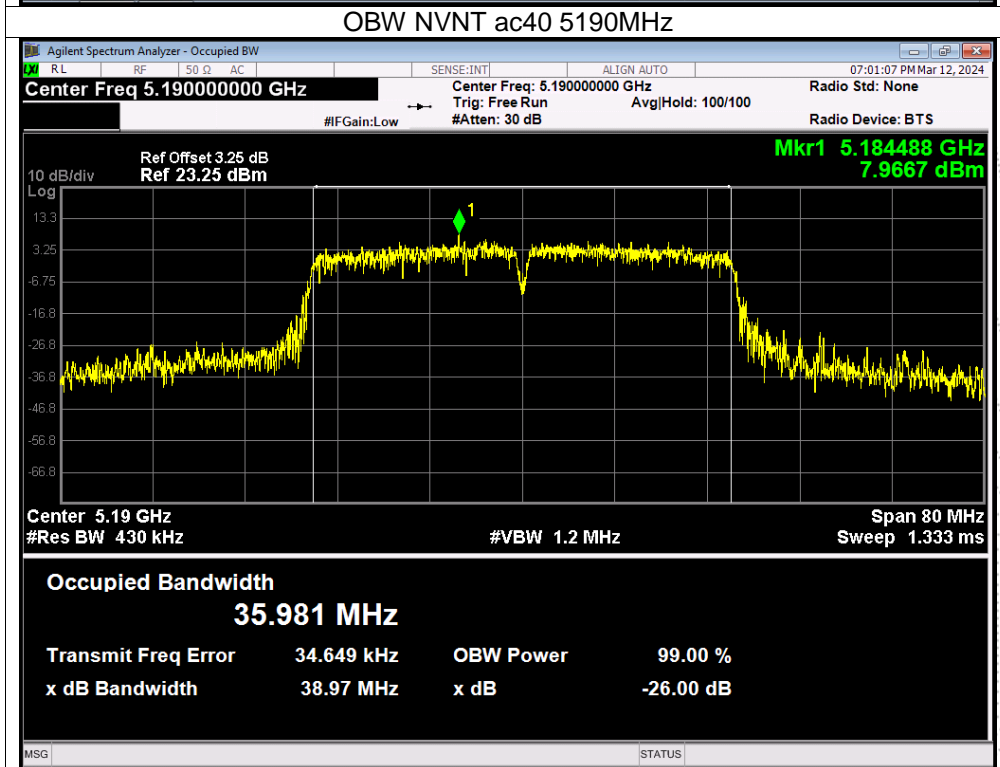 OBW NVNT ac40 5190MHz
Agilent Spectrum Analyzer - Occupied BW
LXI RL RF 50 Ω AC SENSE:INT ALIGN AUTO 07:01:07 PM Mar 12, 2024
Center Freq 5.190000000 GHz Center Freq: 5.190000000 GHz Radio Std: None
Trig: Free Run Avg|Hold: 100/100
#IFGain:Low #Atten: 30 dB Radio Device: BTS
Mkr1 5.184488 GHz
7.9667 dBm
Ref Offset 3.25 dB
10 dB/div Ref 23.25 dBm
Log
1
13.3
3.25
-6.75
-16.8
-26.8
-36.8
-46.8
-56.8
-66.8
Center 5.19 GHz Span 80 MHz
#Res BW 430 kHz #VBW 1.2 MHz Sweep 1.333 ms
Occupied Bandwidth
35.981 MHz
Transmit Freq Error 34.649 kHz OBW Power 99.00 %
x dB Bandwidth 38.97 MHz x dB -26.00 dB
MSG STATUS